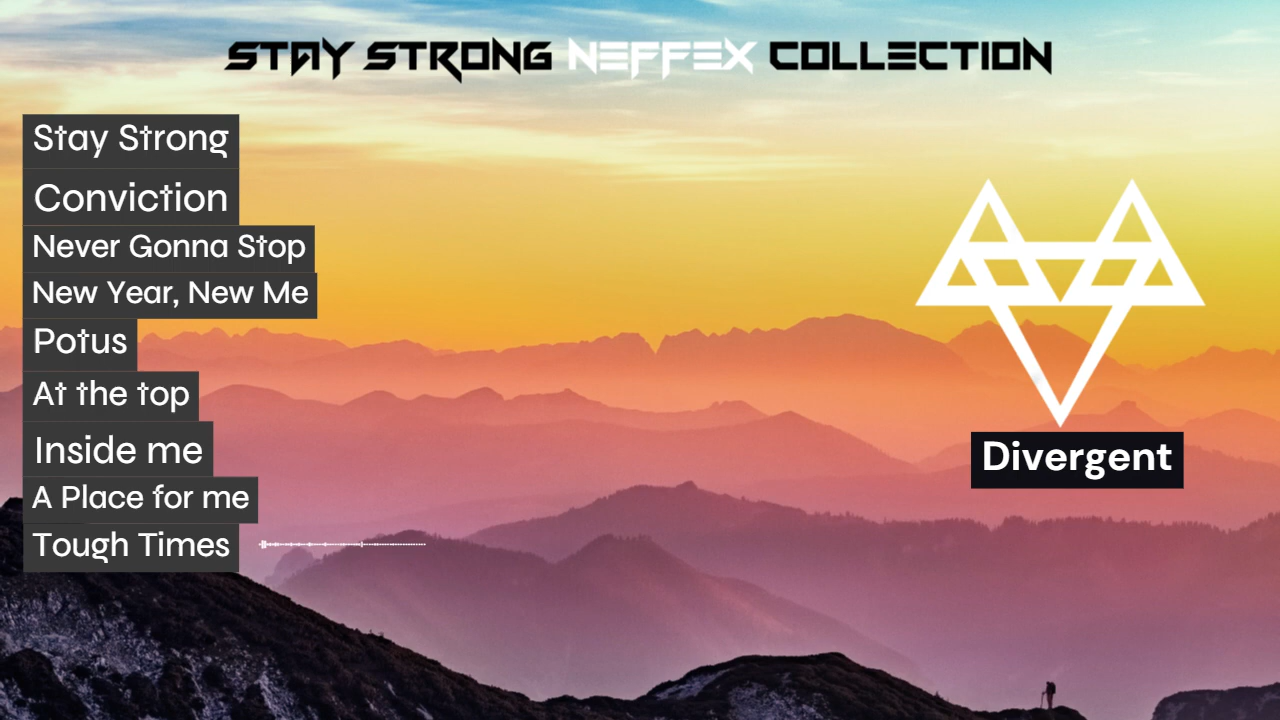 STAY STRONG NEFFEX COLLECTION
Stay Strong
Conviction
Never Gonna Stop
New Year, New Me
Potus
At the top
Inside me
A Place for me
Tough Times
Divergent